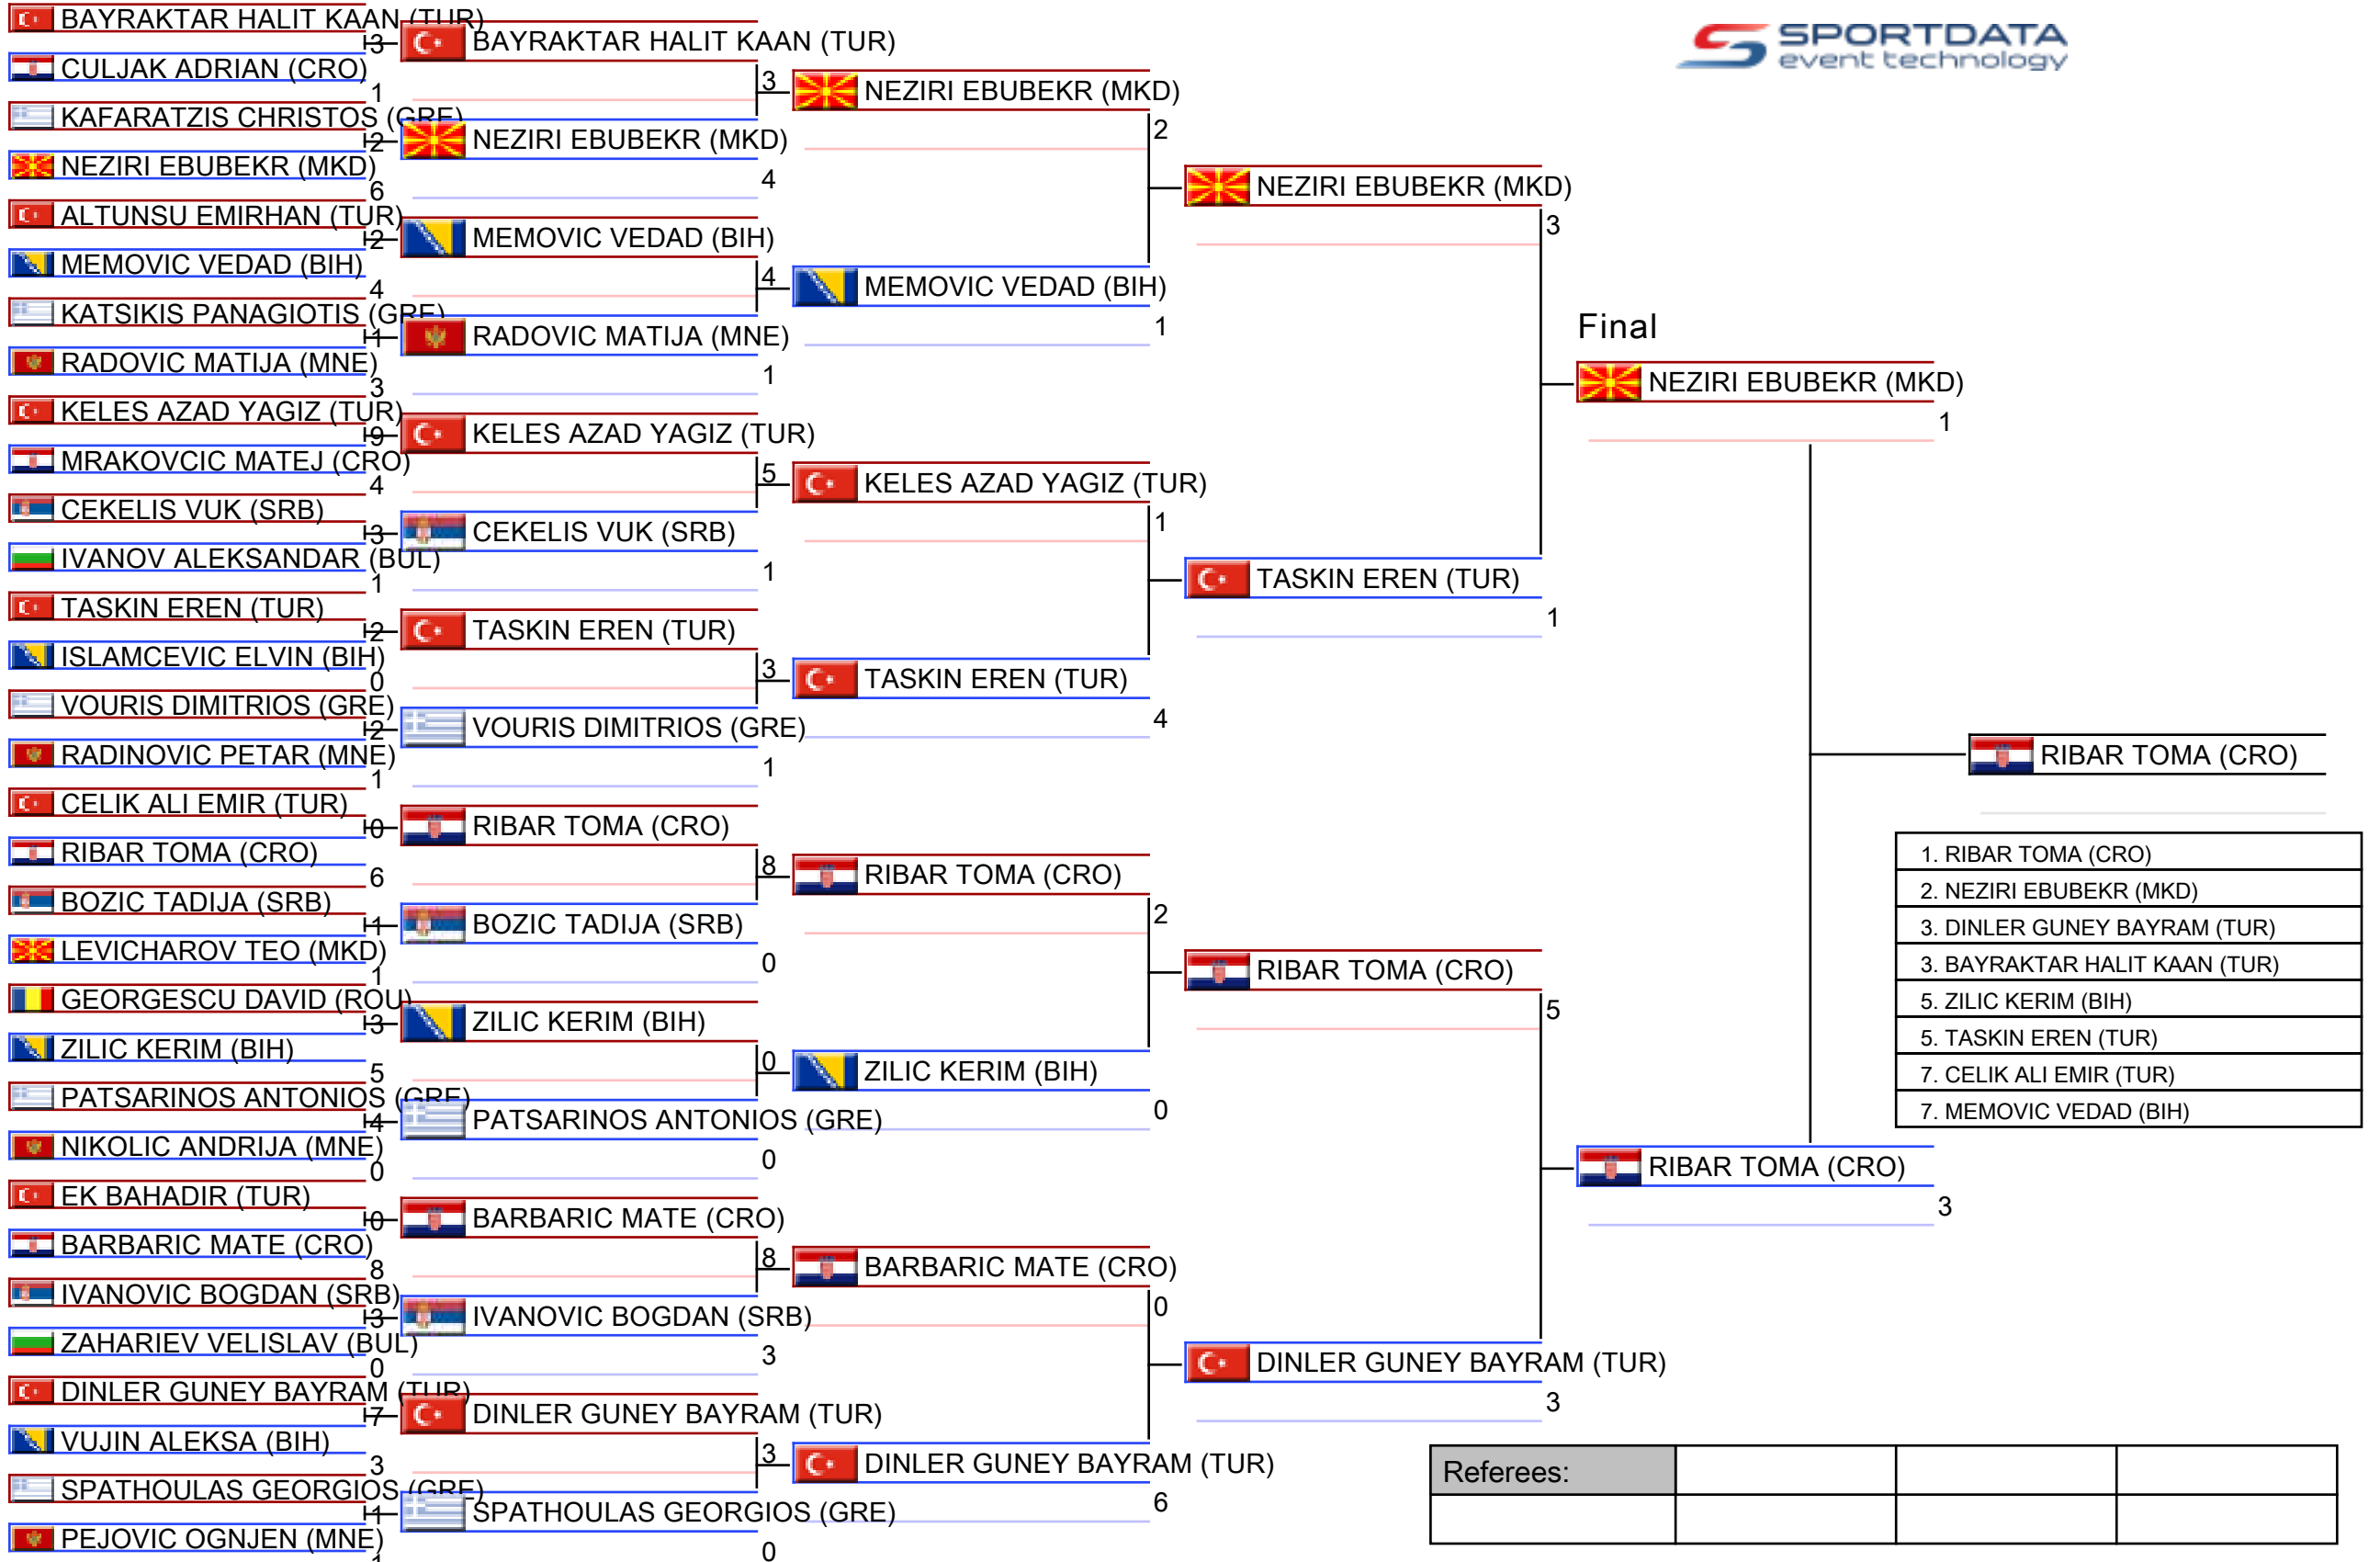 BAYRAKTAR HALIT KAAN (TUR)
3
CULJAK ADRIAN (CRO)
1
KAFARATZIS CHRISTOS (GRE)
2
NEZIRI EBUBEKR (MKD)
6
ALTUNSU EMIRHAN (TUR)
2
MEMOVIC VEDAD (BIH)
4
KATSIKIS PANAGIOTIS (GRE)
1
RADOVIC MATIJA (MNE)
3
KELES AZAD YAGIZ (TUR)
9
MRAKOVCIC MATEJ (CRO)
4
CEKELIS VUK (SRB)
3
IVANOV ALEKSANDAR (BUL)
1
TASKIN EREN (TUR)
2
ISLAMCEVIC ELVIN (BIH)
0
VOURIS DIMITRIOS (GRE)
2
RADINOVIC PETAR (MNE)
1
CELIK ALI EMIR (TUR)
0
RIBAR TOMA (CRO)
6
BOZIC TADIJA (SRB)
1
LEVICHAROV TEO (MKD)
1
GEORGESCU DAVID (ROU)
3
ZILIC KERIM (BIH)
5
PATSARINOS ANTONIOS (GRE)
4
NIKOLIC ANDRIJA (MNE)
0
EK BAHADIR (TUR)
0
BARBARIC MATE (CRO)
8
IVANOVIC BOGDAN (SRB)
3
ZAHARIEV VELISLAV (BUL)
0
DINLER GUNEY BAYRAM (TUR)
7
VUJIN ALEKSA (BIH)
3
SPATHOULAS GEORGIOS (GRE)
1
PEJOVIC OGNJEN (MNE)
1
BAYRAKTAR HALIT KAAN (TUR)
3
NEZIRI EBUBEKR (MKD)
4
MEMOVIC VEDAD (BIH)
4
RADOVIC MATIJA (MNE)
1
KELES AZAD YAGIZ (TUR)
5
CEKELIS VUK (SRB)
1
TASKIN EREN (TUR)
3
VOURIS DIMITRIOS (GRE)
1
RIBAR TOMA (CRO)
8
BOZIC TADIJA (SRB)
0
ZILIC KERIM (BIH)
0
PATSARINOS ANTONIOS (GRE)
0
BARBARIC MATE (CRO)
8
IVANOVIC BOGDAN (SRB)
3
DINLER GUNEY BAYRAM (TUR)
3
SPATHOULAS GEORGIOS (GRE)
0
NEZIRI EBUBEKR (MKD)
2
MEMOVIC VEDAD (BIH)
1
KELES AZAD YAGIZ (TUR)
1
TASKIN EREN (TUR)
4
RIBAR TOMA (CRO)
2
ZILIC KERIM (BIH)
0
BARBARIC MATE (CRO)
0
DINLER GUNEY BAYRAM (TUR)
6
NEZIRI EBUBEKR (MKD)
3
TASKIN EREN (TUR)
1
RIBAR TOMA (CRO)
5
DINLER GUNEY BAYRAM (TUR)
3
SPORTDATA
event technology
Final
NEZIRI EBUBEKR (MKD)
1
RIBAR TOMA (CRO)
3
RIBAR TOMA (CRO)
1. RIBAR TOMA (CRO)
2. NEZIRI EBUBEKR (MKD)
3. DINLER GUNEY BAYRAM (TUR)
3. BAYRAKTAR HALIT KAAN (TUR)
5. ZILIC KERIM (BIH)
5. TASKIN EREN (TUR)
7. CELIK ALI EMIR (TUR)
7. MEMOVIC VEDAD (BIH)
Referees: